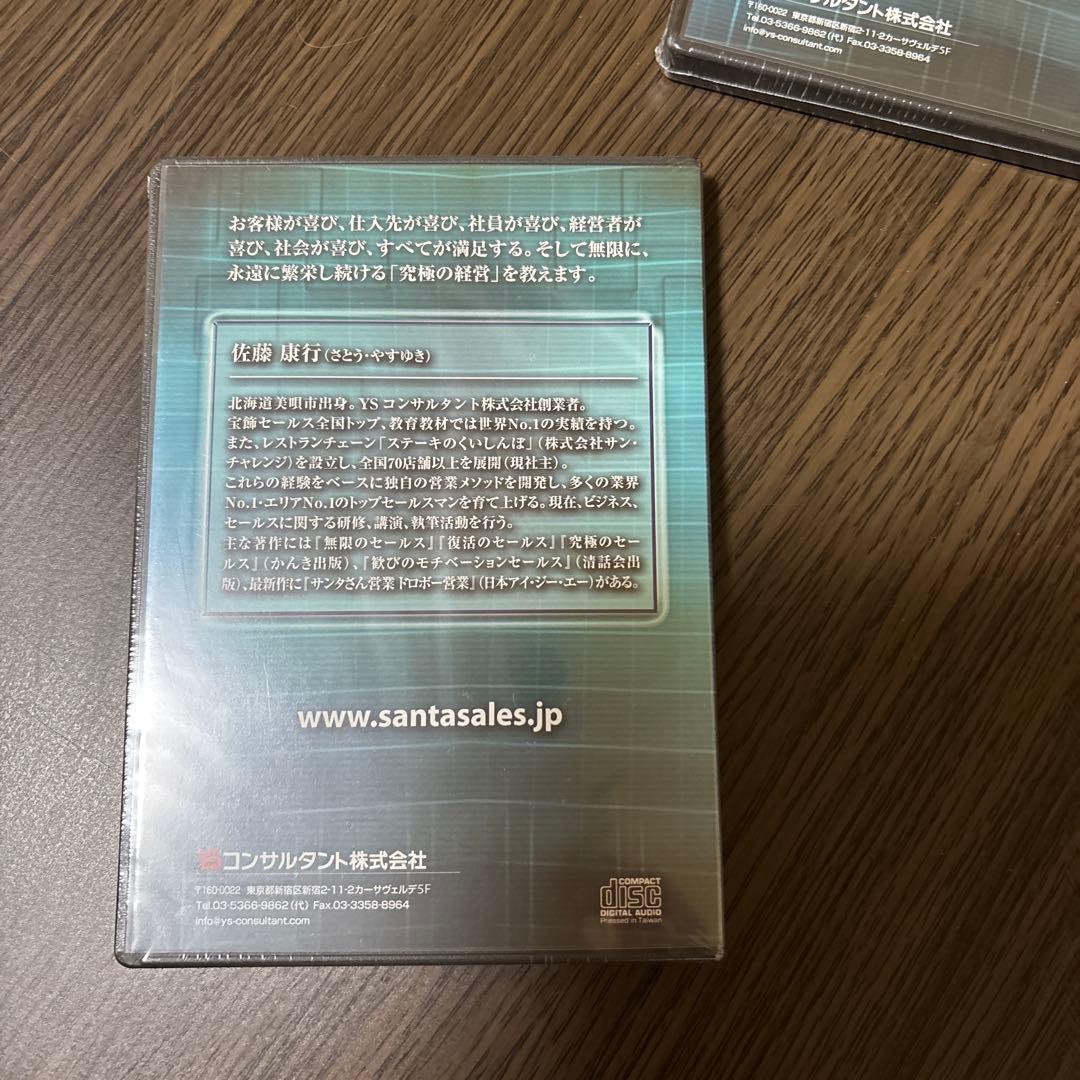 コンサルタント株式会社
〒160-0022 東京都新宿区新宿2-11-2カーサヴェルデ5F
Tel.03-5366-9862(代) Fax.03-3358-8964
info@ys-consultant.com
お客様が喜び、仕入先が喜び、社員が喜び、経営者が
喜び、社会が喜び、すべてが満足する。そして無限に、
永遠に繁栄し続ける「究極の経営」を教えます。
佐藤 康行(さとう・やすゆき)
北海道美唄市出身。YSコンサルタント株式会社創業者。
宝飾セールス全国トップ、教育教材では世界No.1の実績を持つ。
また、レストランチェーン「ステーキのくいしんぼ」(株式会社サン・
チャレンジ)を設立し、全国70店舗以上を展開(現社主)。
これらの経験をベースに独自の営業メソッドを開発し、多くの業界
No.1・エリアNo.1のトップセールスマンを育て上げる。現在、ビジネス、
セールスに関する研修、講演、執筆活動を行う。
主な著作には『無限のセールス』『復活のセールス』『究極のセー
ルス』(かんき出版)、『歓びのモチベーションセールス』(清話会出
版)、最新作に『サンタさん営業 ドロボー営業』(日本アイ・ジー・エー)がある。
www.santasales.jp
コンサルタント株式会社
〒160-0022 東京都新宿区新宿2-11-2カーサヴェルデ5F
Tel.03-5366-9862(代) Fax.03-3358-8964
info@ys-consultant.com
COMPACT
disc
DIGITAL AUDIO
Pressed in Taiwan